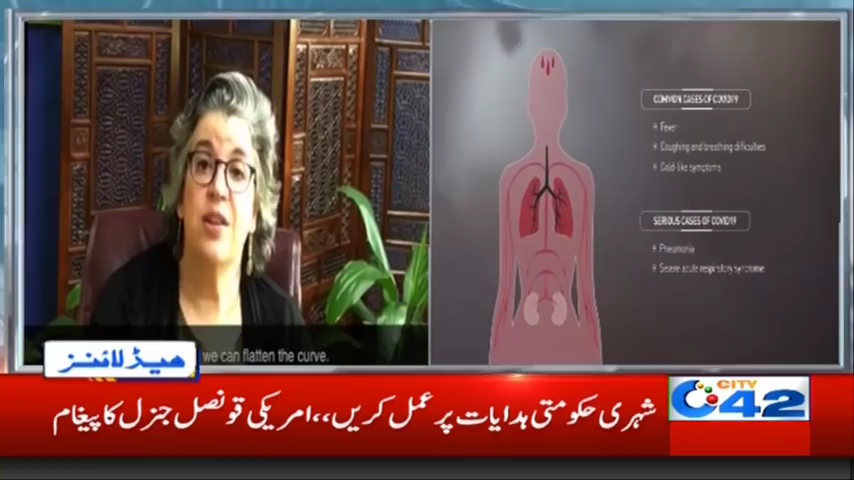 COMMON CASES OF COVID19
Fever
Coughing and breathing difficulties
Cold-like symptoms
SERIOUS CASES OF COVID19
Pneumonia
Severe acute respiratory syndrome
we can flatten the curve.
ھیڈلائنز
شہری حکومتی ہدایات پر عمل کریں،،امریکی قونصل جنرل کا پیغام
CITY
42